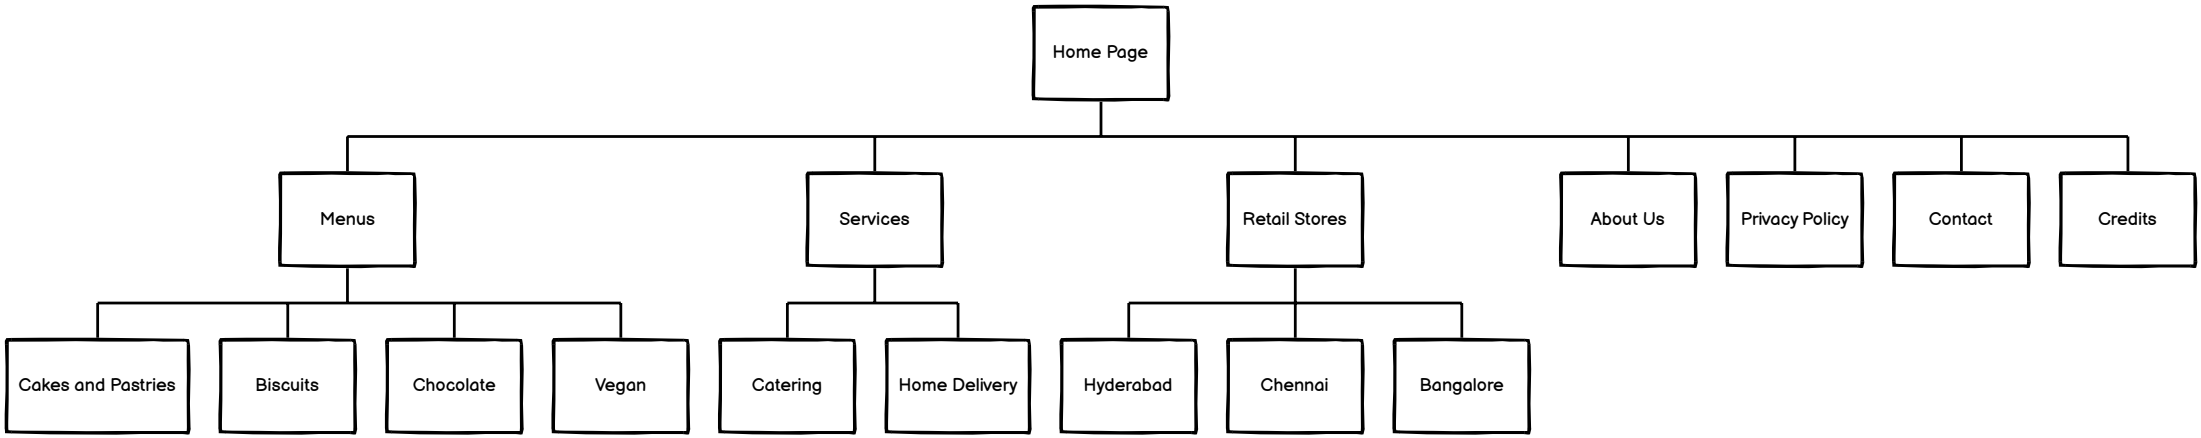 Home Page
Menus
Services
Retail Stores
About Us
Privacy Policy
Contact
Credits
Cakes and Pastries
Biscuits
Chocolate
Vegan
Catering
Home Delivery
Hyderabad
Chennai
Bangalore